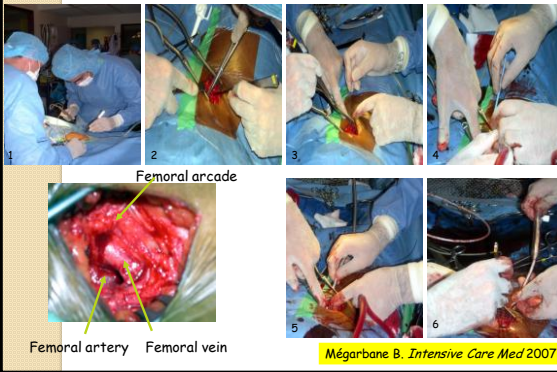 1
2
3
4
Femoral arcade
5
6
Femoral artery Femoral vein
Mégarbane B. Intensive Care Med 2007